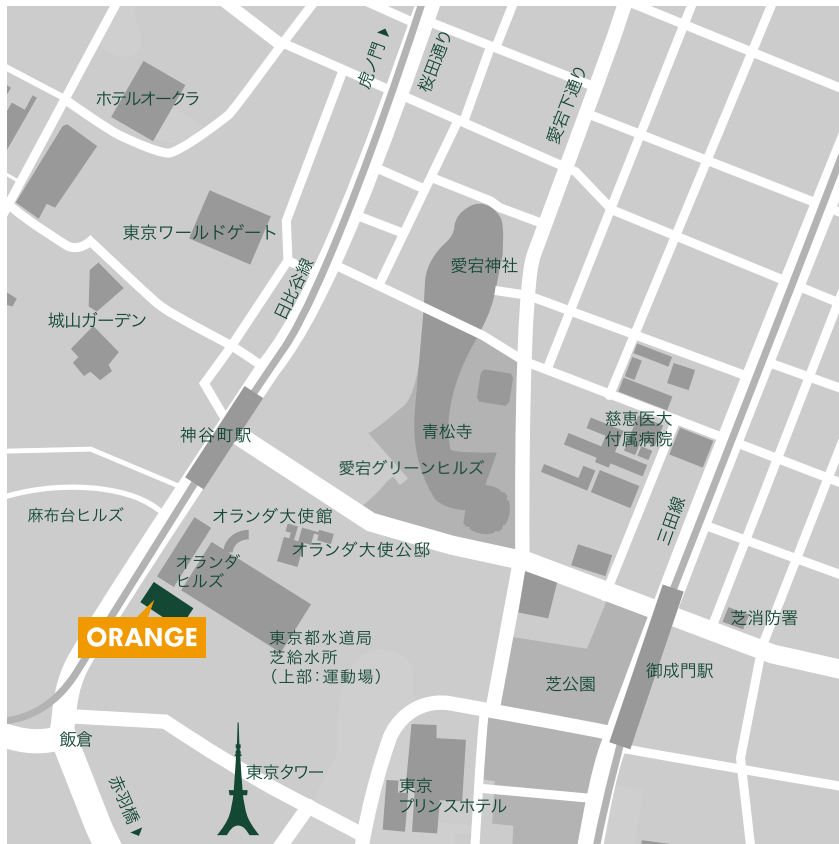 虎ノ門
桜田通り
ホテルオークラ
愛宕下通り
東京ワールドゲート
愛宕神社
日比谷線
城山ガーデン
神谷町駅
青松寺
慈恵医大
付属病院
愛宕グリーンヒルズ
麻布台ヒルズ
オランダ大使館
三田線
オランダ大使公邸
オランダ
ヒルズ
ORANGE
芝消防署
東京都水道局
芝給水所
（上部：運動場）
御成門駅
芝公園
飯倉
東京タワー
赤羽橋
東京
プリンスホテル